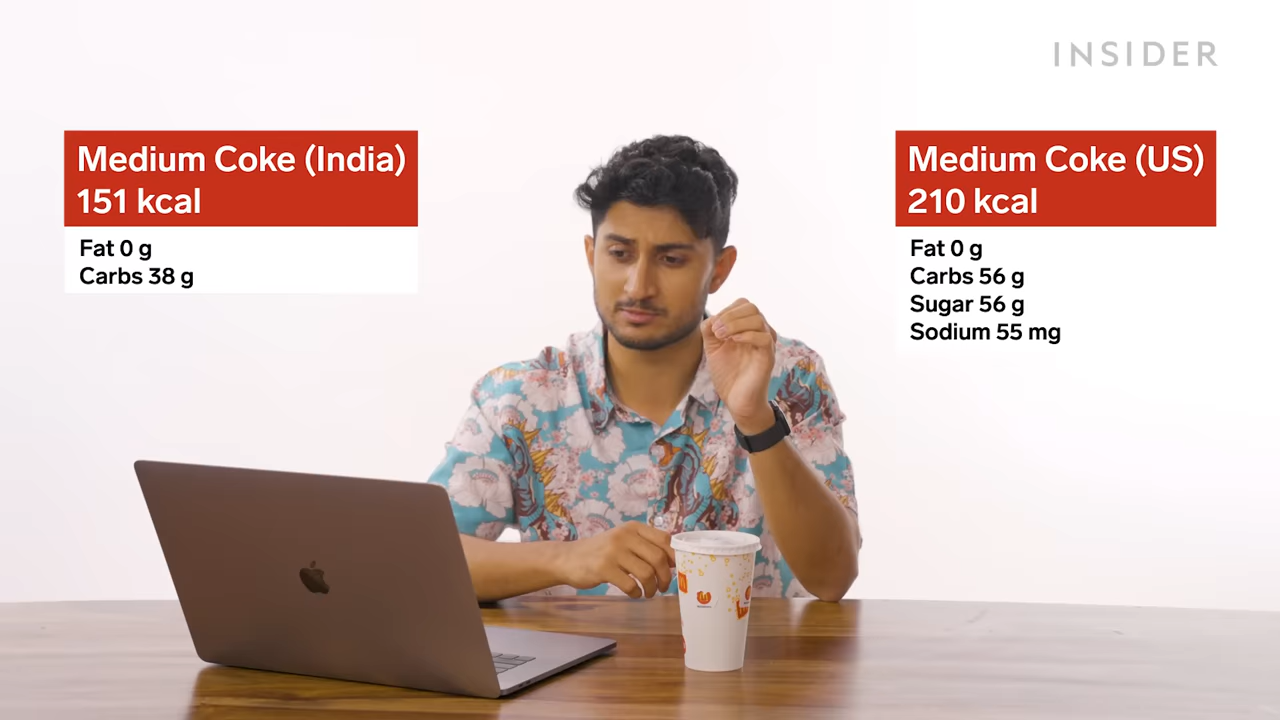 INSIDER
Medium Coke (India)
151 kcal
Fat 0 g
Carbs 38 g
Medium Coke (US)
210 kcal
Fat 0 g
Carbs 56 g
Sugar 56 g
Sodium 55 mg